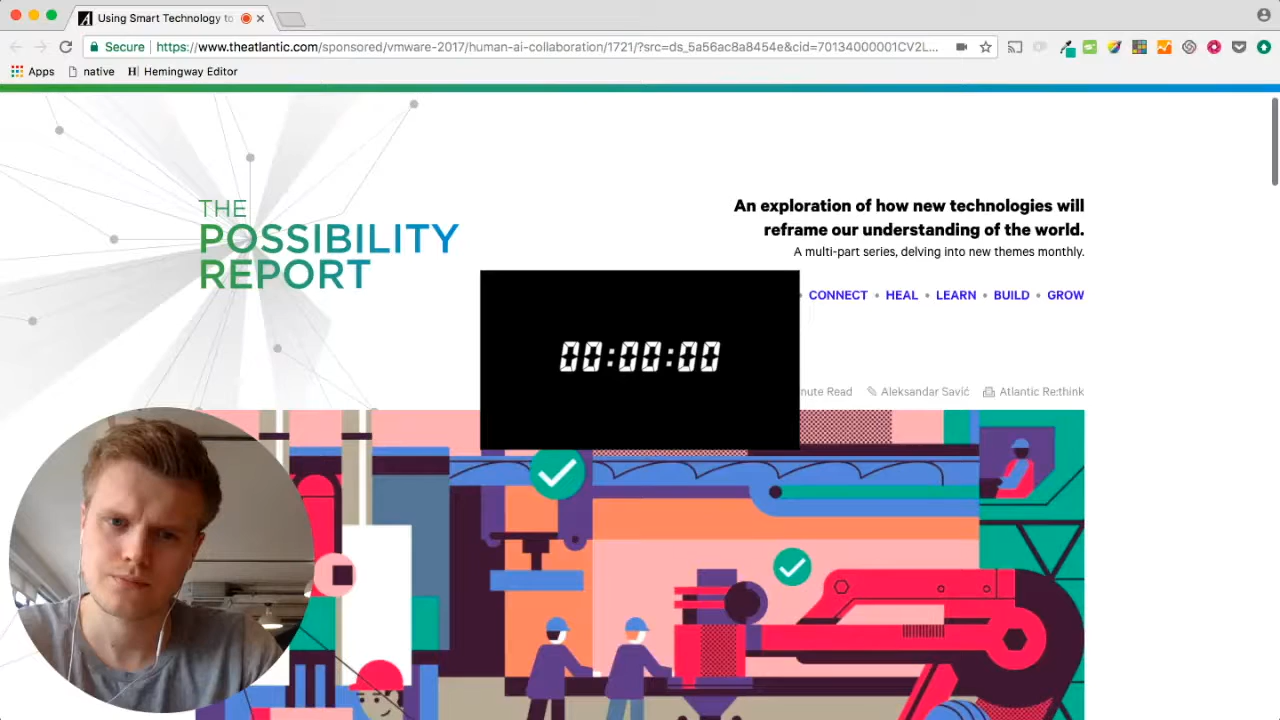 Using Smart Technology to
Secure https://www.theatlantic.com/sponsored/vmware-2017/human-ai-collaboration/1721/?src=ds_5a56ac8a8454e&cid=70134000001CV2L...
Apps native H Hemingway Editor
THE
POSSIBILITY
REPORT
An exploration of how new technologies will
reframe our understanding of the world.
A multi-part series, delving into new themes monthly.
• CONNECT • HEAL • LEARN • BUILD • GROW
00:00:00
Read Aleksandar Savić Atlantic Re:think